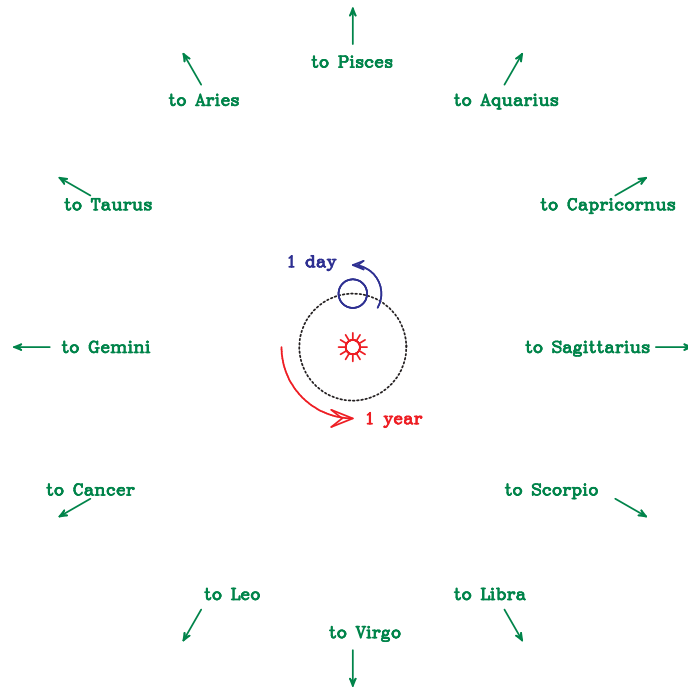 to Pisces
to Aries
to Aquarius
to Taurus
to Capricornus
1 day
to Gemini
to Sagittarius
1 year
to Cancer
to Scorpio
to Leo
to Libra
to Virgo